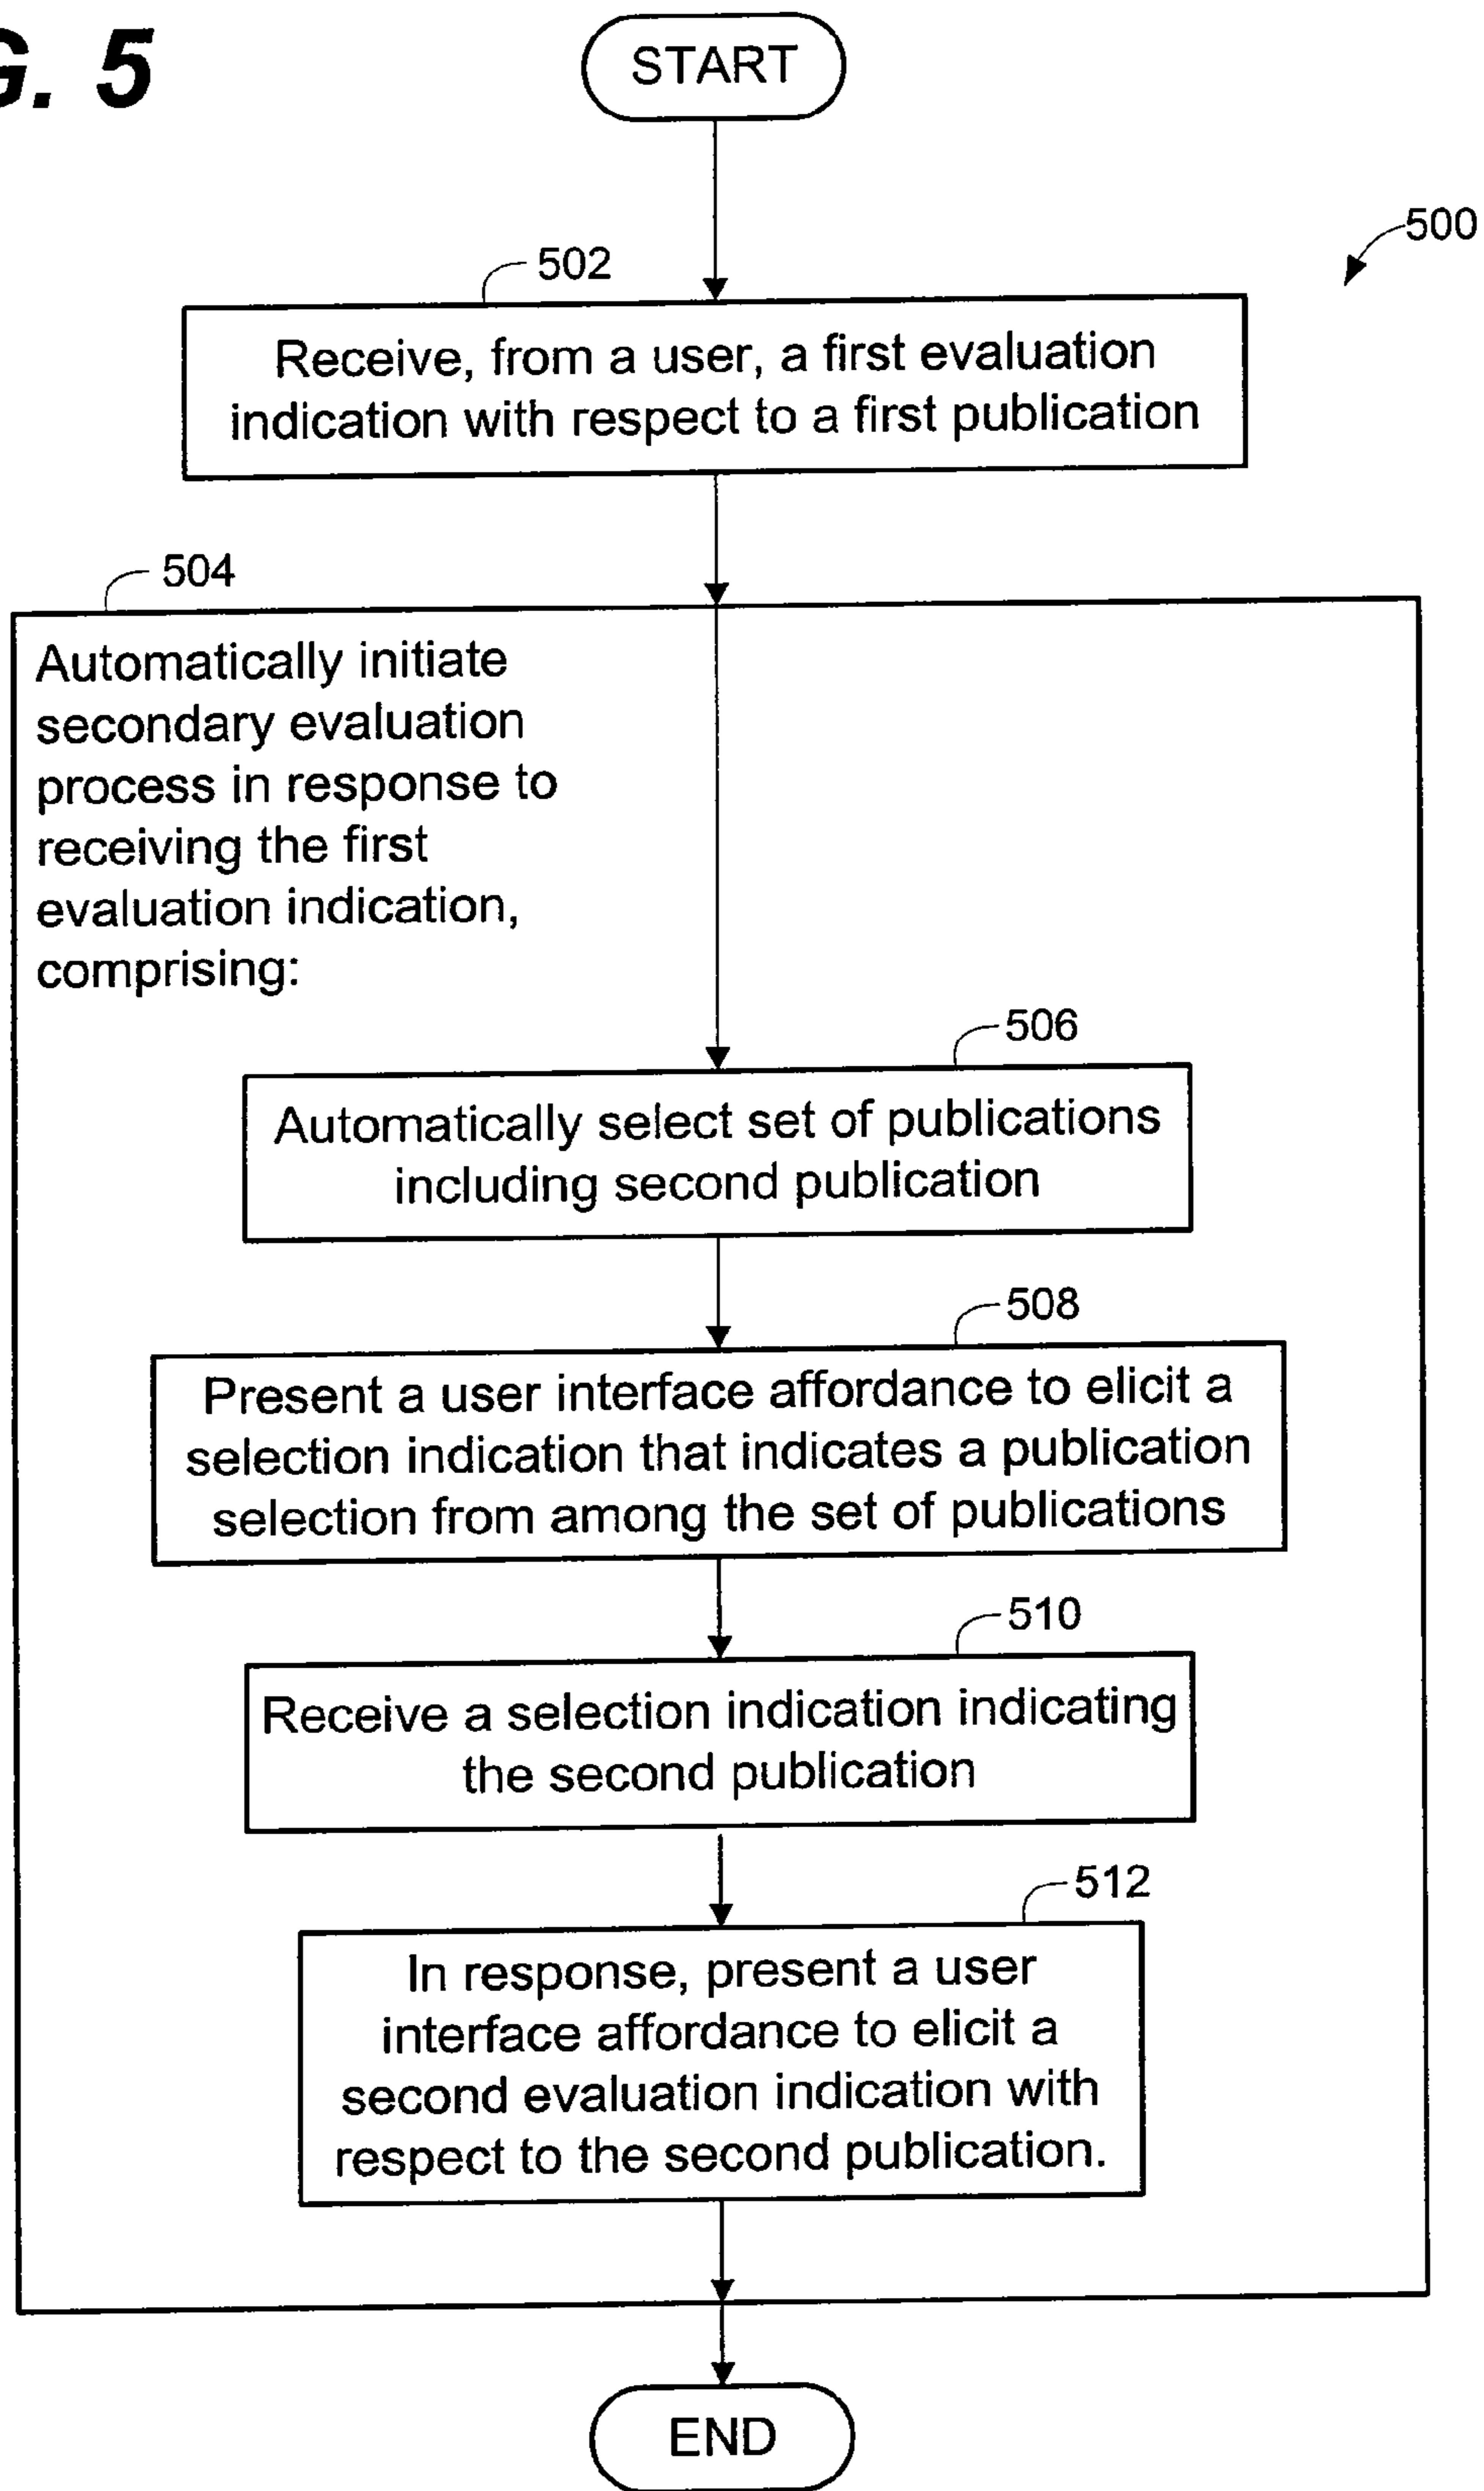 G. 5
START
500
502
Receive, from a user, a first evaluation
indication with respect to a first publication
504
Automatically initiate
secondary evaluation
process in response to
receiving the first
evaluation indication,
comprising:
506
Automatically select set of publications
including second publication
508
Present a user interface affordance to elicit a
selection indication that indicates a publication
selection from among the set of publications
510
Receive a selection indication indicating
the second publication
512
In response, present a user
interface affordance to elicit a
second evaluation indication with
respect to the second publication.
END